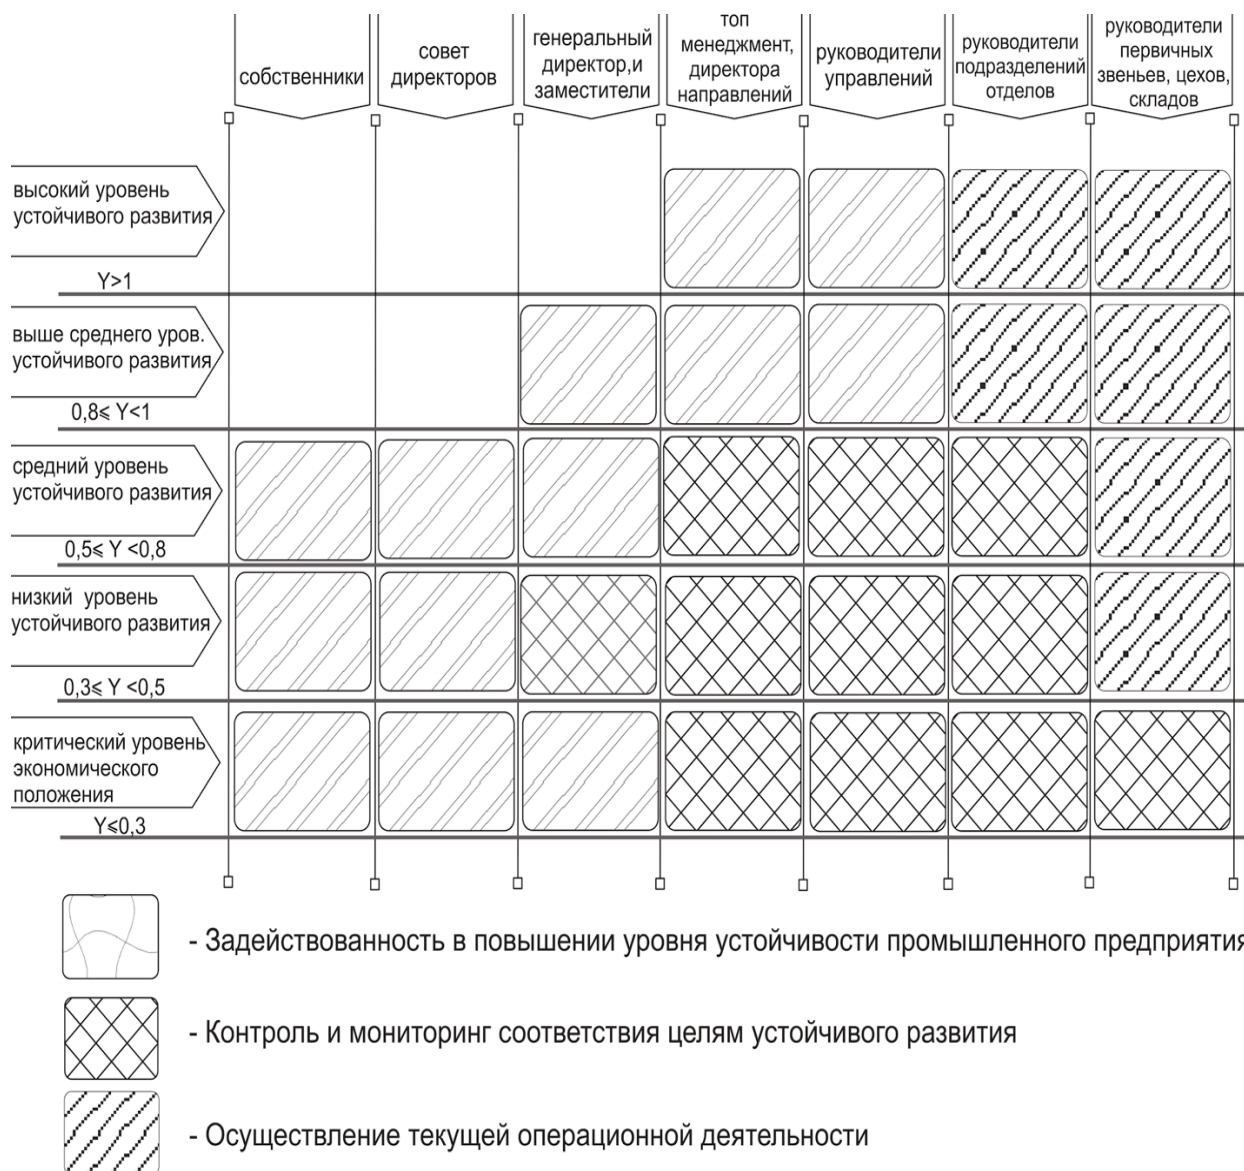 собственники
совет
директоров
генеральный
директор,и
заместители
топ
менеджмент,
директора
направлений
руководители
управлений
руководители
подразделений
отделов
руководители
первичных
звеньев, цехов,
складов
высокий уровень
устойчивого развития
Y>1
выше среднего уров.
устойчивого развития
0,8⩽ Y<1
средний уровень
устойчивого развития
0,5⩽ Y <0,8
низкий уровень
устойчивого развития
0,3⩽ Y <0,5
критический уровень
экономического
положения
Y⩽0,3
- Задействованность в повышении уровня устойчивости промышленного предприятия
- Контроль и мониторинг соответствия целям устойчивого развития
- Осуществление текущей операционной деятельности